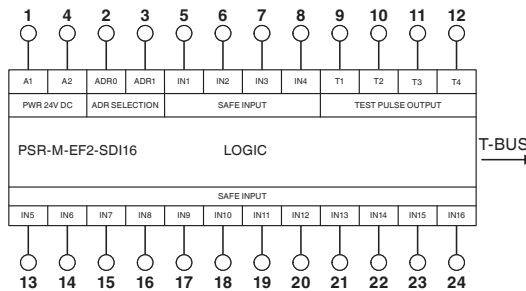 1 4 2 3 5 6 7 8 9 10 11 12
A1 A2 ADR0 ADR1 IN1 IN2 IN3 IN4 T1 T2 T3 T4
PWR 24V DC ADR SELECTION SAFE INPUT TEST PULSE OUTPUT
PSR-M-EF2-SDI16 LOGIC T-BUS
SAFE INPUT
IN5 IN6 IN7 IN8 IN9 IN10 IN11 IN12 IN13 IN14 IN15 IN16
13 14 15 16 17 18 19 20 21 22 23 24